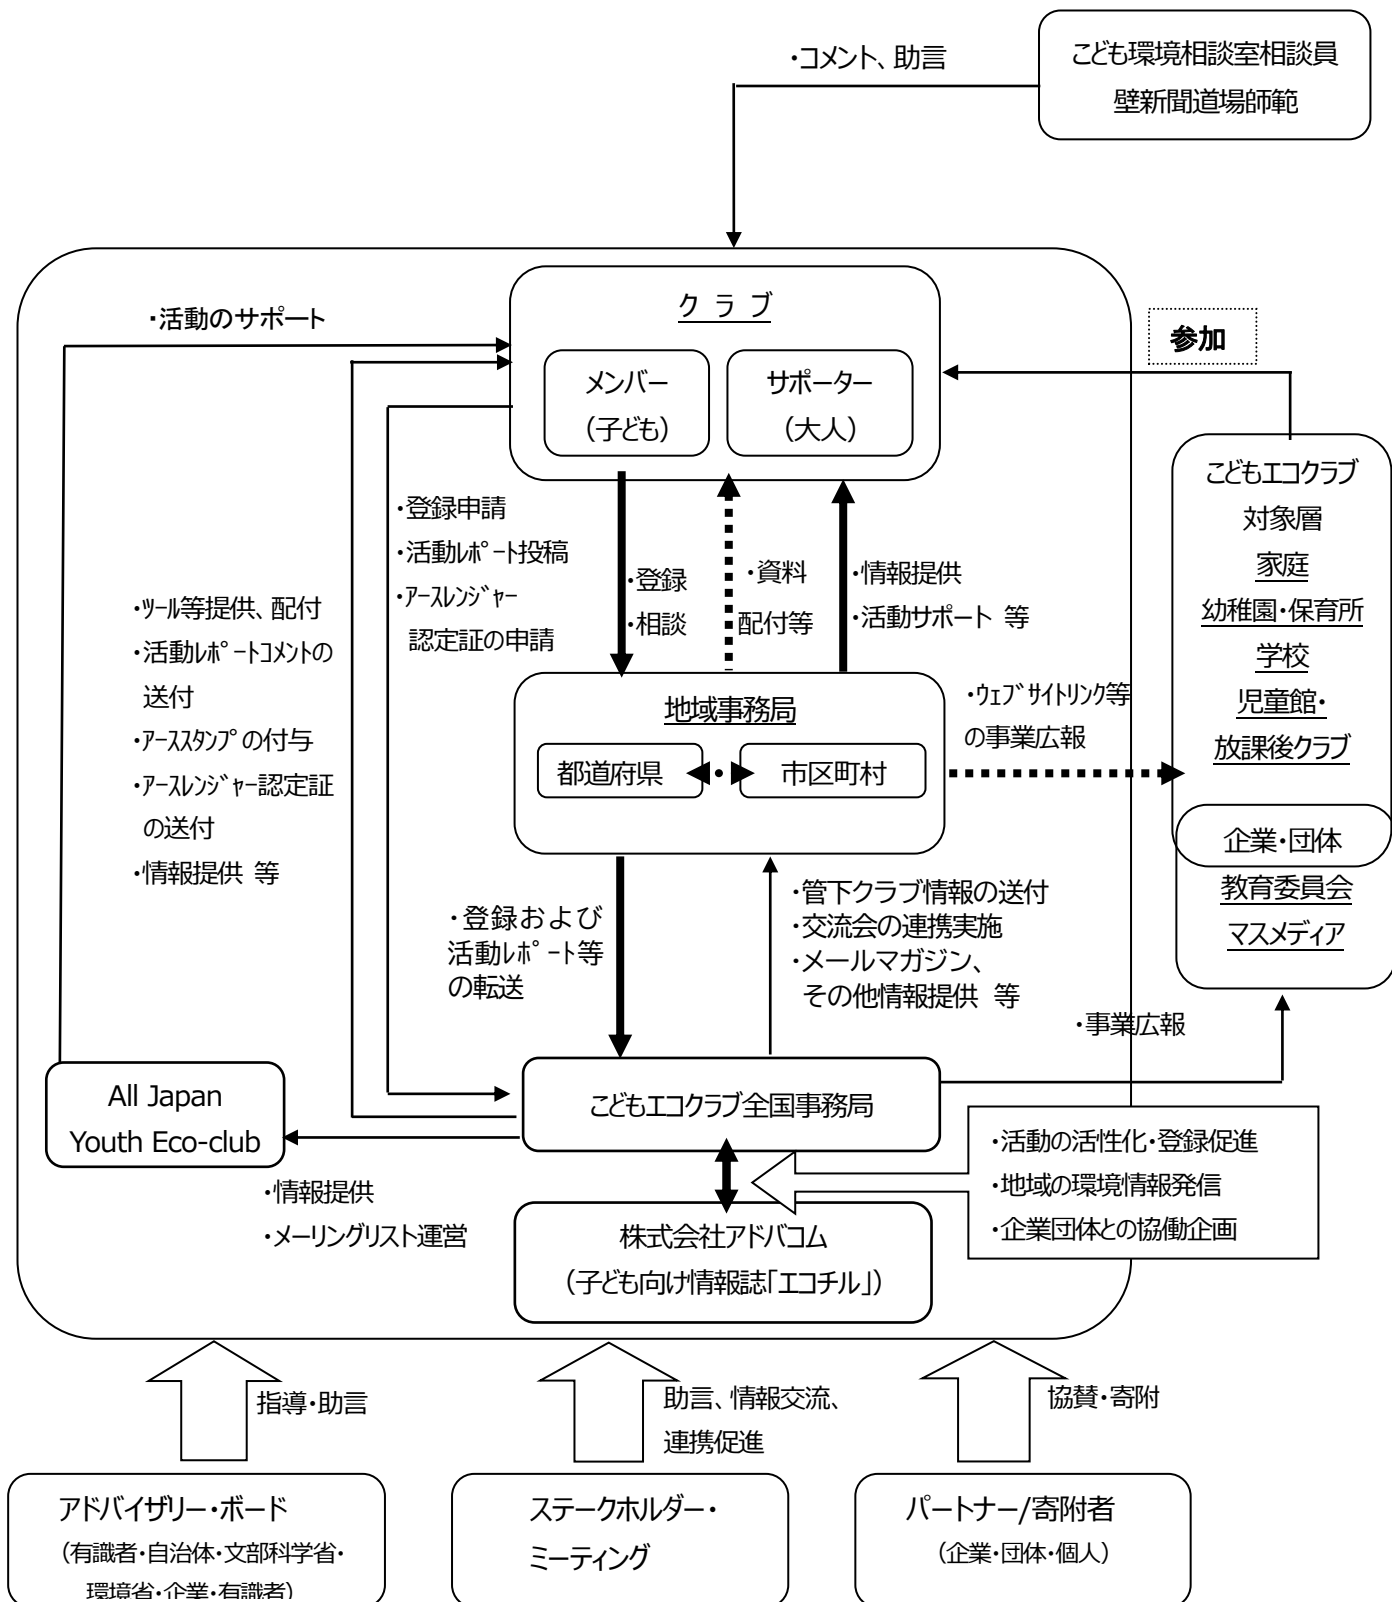 ・コメント、助言
こども環境相談室相談員
壁新聞道場師範
クラブ
・活動のサポート
メンバー
（子ども）
サポーター
（大人）
参加
・登録申請
・活動ﾚﾎﾟｰﾄ投稿
・ｱｰｽﾚﾝｼﾞｬｰ
認定証の申請
・登録
・相談
・資料
配付等
・情報提供
・活動サポート 等
こどもエコクラブ
対象層
家庭
幼稚園・保育所
学校
児童館・
放課後クラブ
企業・団体
教育委員会
マスメディア
・ﾂｰﾙ等提供、配付
・活動ﾚﾎﾟｰﾄｺﾒﾝﾄの
送付
・ｱｰｽｽﾀﾝﾌﾟの付与
・ｱｰｽﾚﾝｼﾞｬｰ認定証
の送付
・情報提供 等
地域事務局
都道府県
市区町村
・ｳｪﾌﾞｻｲﾄﾘﾝｸ等
の事業広報
・登録および
活動ﾚﾎﾟｰﾄ等
の転送
・管下クラブ情報の送付
・交流会の連携実施
・メールマガジン、
その他情報提供 等
・事業広報
All Japan
Youth Eco-club
こどもエコクラブ全国事務局
・情報提供
・メーリングリスト運営
・活動の活性化・登録促進
・地域の環境情報発信
・企業団体との協働企画
株式会社アドバコム
（子ども向け情報誌「エコチル」）
指導・助言
助言、情報交流、
連携促進
協賛・寄附
アドバイザリー・ボード
（有識者・自治体・文部科学省・
環境省・企業・有識者）
ステークホルダー・
ミーティング
パートナー/寄附者
（企業・団体・個人）